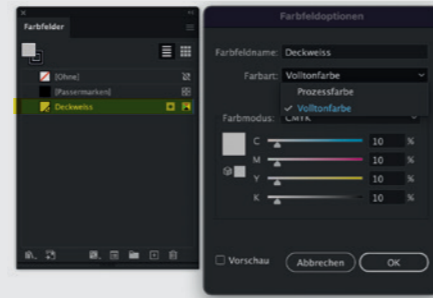 Farbfelder
[Ohne]
[Passermarken]
Deckweiss
Farbfeldoptionen
Farbfeldname: Deckweiss
Farbart: Volltonfarbe
Prozessfarbe
Volltonfarbe
Farbmodus: CMYK
C 10 %
M 10 %
Y 10 %
K 10 %
Vorschau
Abbrechen
OK